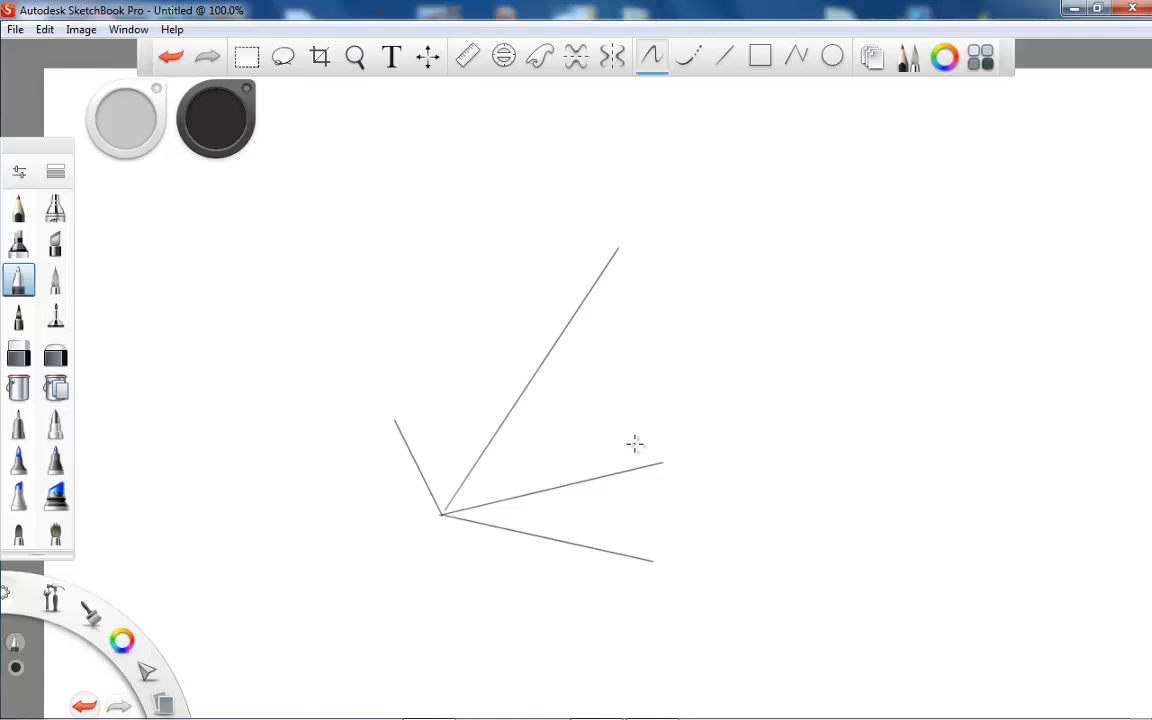 Autodesk SketchBook Pro - Untitled @ 100.0%
File Edit Image Window Help
T